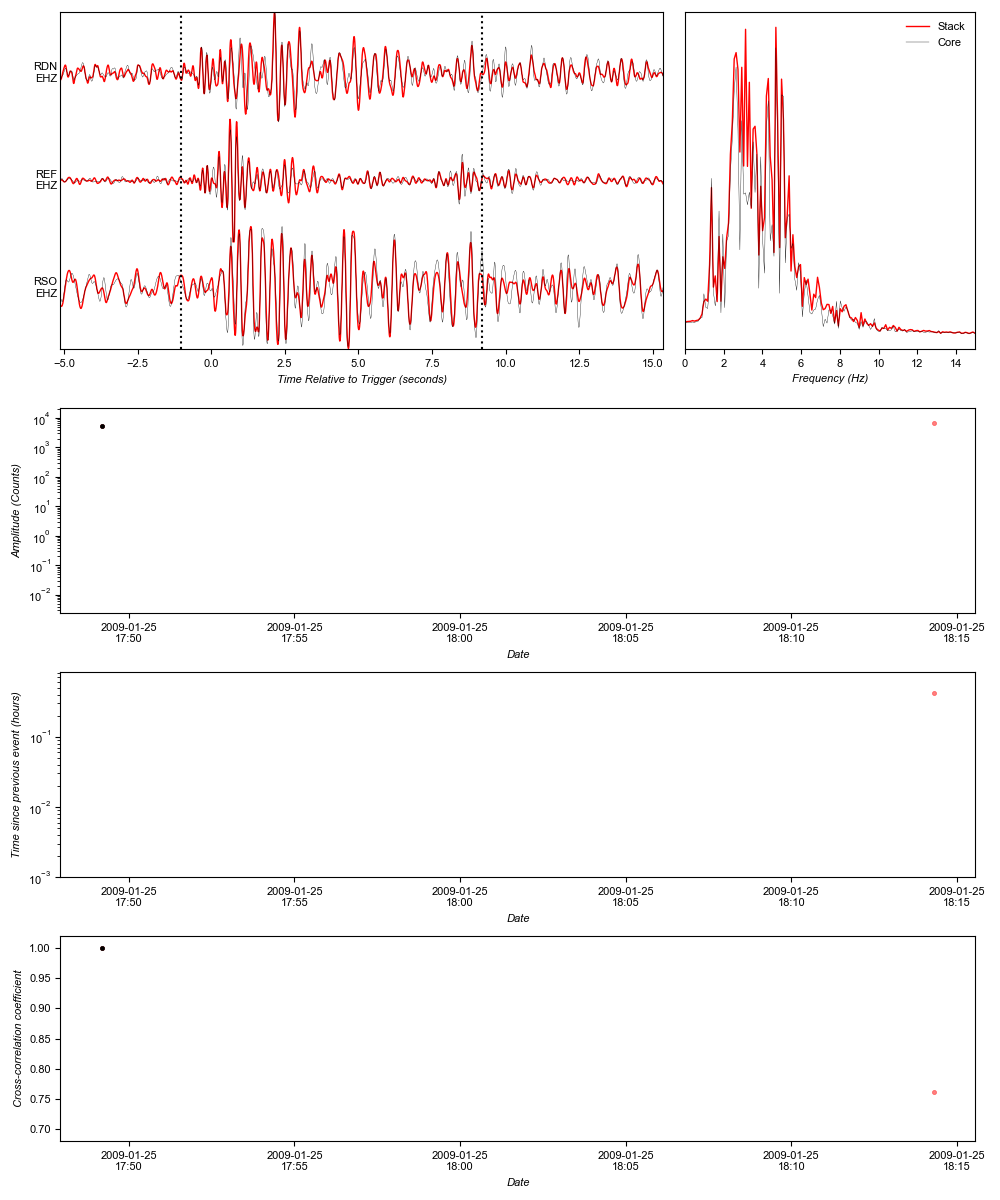 RDN
EHZ
REF
EHZ
RSO
EHZ
−5.0 −2.5 0.0 2.5 5.0 7.5 10.0 12.5 15.0
Time Relative to Trigger (seconds)
Stack
Core
0 2 4 6 8 10 12 14
Frequency (Hz)
10⁴
10³
10²
10¹
10⁰
10⁻¹
10⁻²
Amplitude (Counts)
2009-01-25 2009-01-25 2009-01-25 2009-01-25 2009-01-25 2009-01-25
17:50 17:55 18:00 18:05 18:10 18:15
Date
10⁻¹
10⁻²
10⁻³
Time since previous event (hours)
2009-01-25 2009-01-25 2009-01-25 2009-01-25 2009-01-25 2009-01-25
17:50 17:55 18:00 18:05 18:10 18:15
Date
1.00
0.95
0.90
0.85
0.80
0.75
0.70
Cross-correlation coefficient
2009-01-25 2009-01-25 2009-01-25 2009-01-25 2009-01-25 2009-01-25
17:50 17:55 18:00 18:05 18:10 18:15
Date